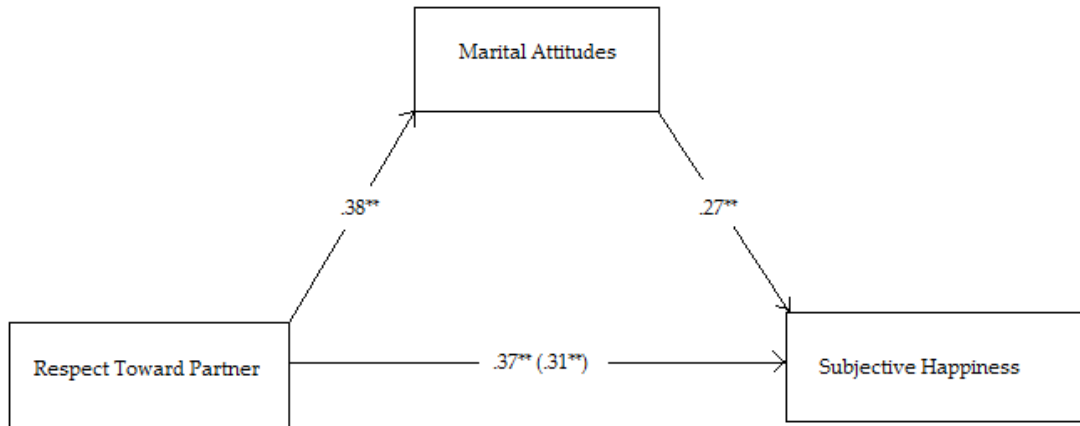 Marital Attitudes
.38**
.27**
Respect Toward Partner
.37** (.31**)
Subjective Happiness